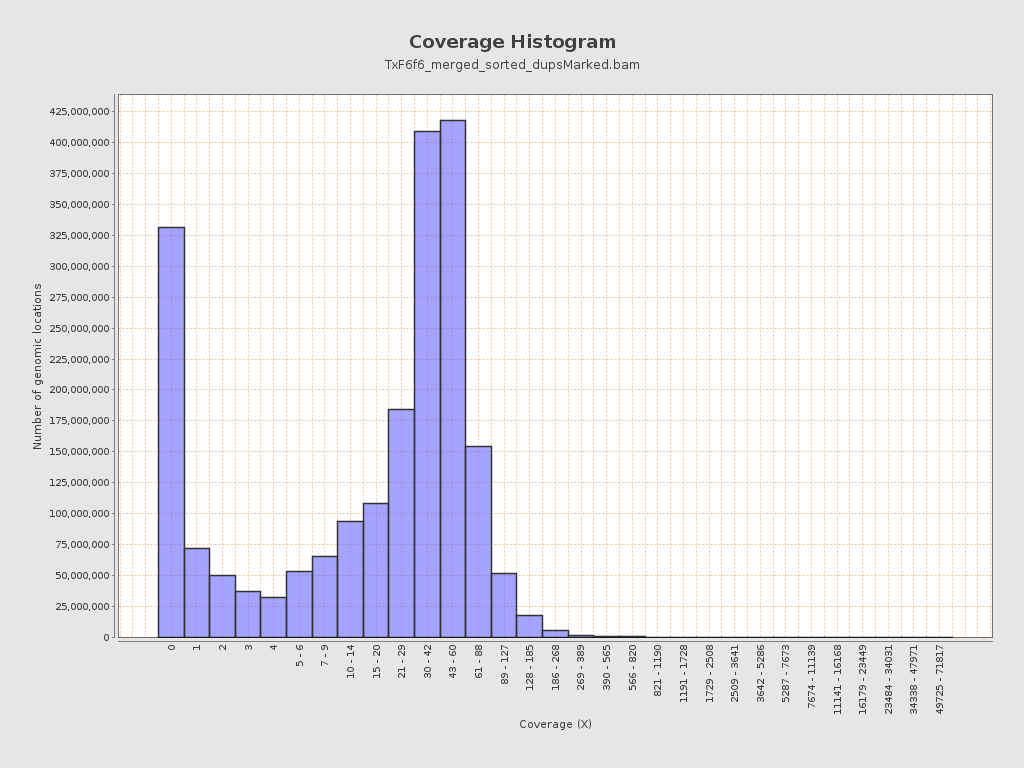 Coverage Histogram
TxF6f6_merged_sorted_dupsMarked.bam
Number of genomic locations
425,000,000
400,000,000
375,000,000
350,000,000
325,000,000
300,000,000
275,000,000
250,000,000
225,000,000
200,000,000
175,000,000
150,000,000
125,000,000
100,000,000
75,000,000
50,000,000
25,000,000
0
0
1
2
3
4
5 - 6
7 - 9
10 - 14
15 - 20
21 - 29
30 - 42
43 - 60
61 - 88
89 - 127
128 - 185
186 - 268
269 - 389
390 - 565
566 - 820
821 - 1190
1191 - 1728
1729 - 2508
2509 - 3641
3642 - 5286
5287 - 7673
7674 - 11139
11141 - 16168
16179 - 23449
23484 - 34031
34338 - 47971
49725 - 71817
Coverage (X)